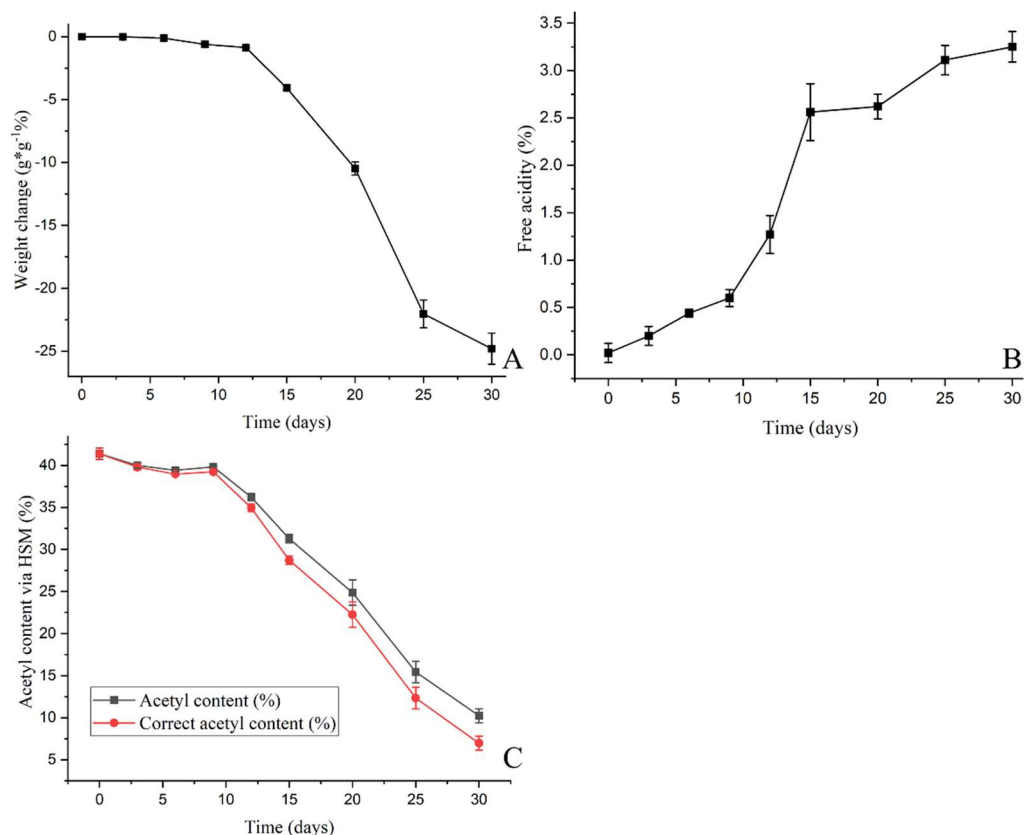 0
-5
-10
-15
-20
-25
Weight change (g*g⁻¹%)
0 5 10 15 20 25 30
Time (days)
A
3.5
3.0
2.5
2.0
1.5
1.0
0.5
0.0
Free acidity (%)
0 5 10 15 20 25 30
Time (days)
B
40
35
30
25
20
15
10
5
Acetyl content via HSM (%)
Acetyl content (%)
Correct acetyl content (%)
0 5 10 15 20 25 30
Time (days)
C